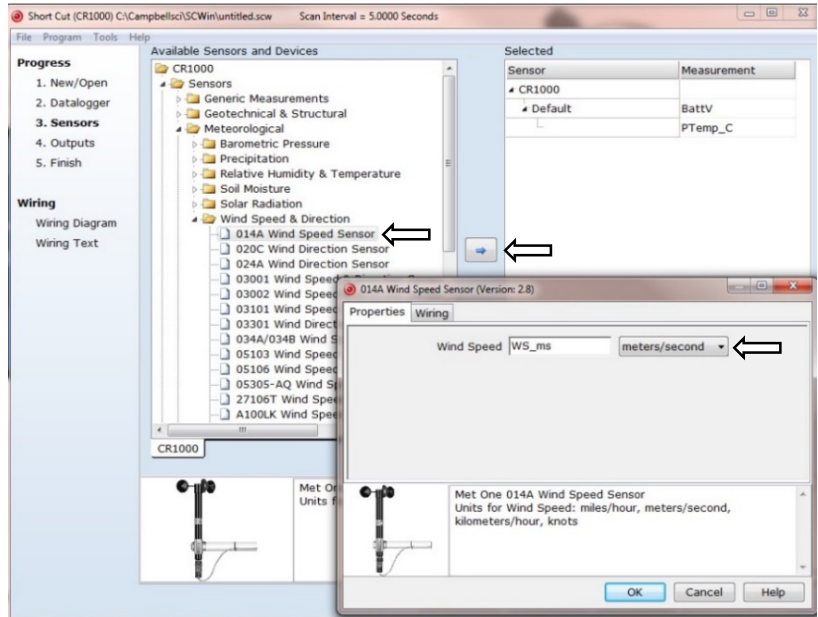 Short Cut (CR1000) C:\Campbellsci\SCWin\untitled.scw Scan Interval = 5.0000 Seconds
File Program Tools Help
Progress
1. New/Open
2. Datalogger
3. Sensors
4. Outputs
5. Finish
Wiring
Wiring Diagram
Wiring Text
Available Sensors and Devices
CR1000
Sensors
Generic Measurements
Geotechnical & Structural
Meteorological
Barometric Pressure
Precipitation
Relative Humidity & Temperature
Soil Moisture
Solar Radiation
Wind Speed & Direction
014A Wind Speed Sensor
020C Wind Direction Sensor
024A Wind Direction Sensor
03001 Wind Speed
03002 Wind Speed
03101 Wind Speed
03301 Wind Direct
034A/034B Wind S
05103 Wind Speed
05106 Wind Speed
05305-AQ Wind Sp
27106T Wind Spee
A100LK Wind Spee
CR1000
Met O
Units f
Selected
Sensor Measurement
CR1000
Default BattV
PTemp_C
014A Wind Speed Sensor (Version: 2.8)
Properties Wiring
Wind Speed WS_ms meters/second
Met One 014A Wind Speed Sensor
Units for Wind Speed: miles/hour, meters/second,
kilometers/hour, knots
OK Cancel Help